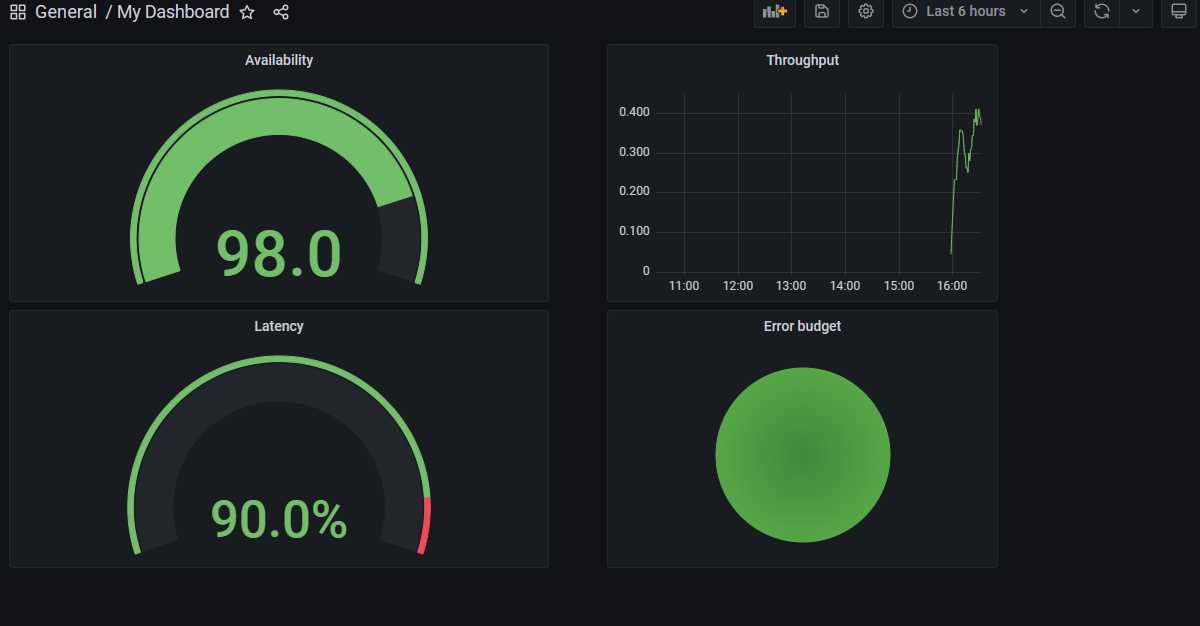 General / My Dashboard
Last 6 hours
Availability
98.0
Throughput
0.400
0.300
0.200
0.100
0
11:00 12:00 13:00 14:00 15:00 16:00
Latency
90.0%
Error budget